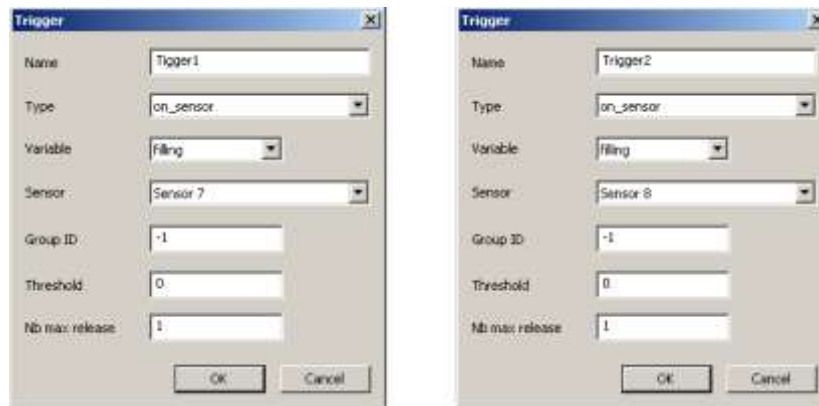 Trigger
Name Tigger1
Type on_sensor
Variable filling
Sensor Sensor 7
Group ID -1
Threshold 0
Nb max release 1
OK Cancel
Trigger
Name Trigger2
Type on_sensor
Variable filling
Sensor Sensor 8
Group ID -1
Threshold 0
Nb max release 1
OK Cancel